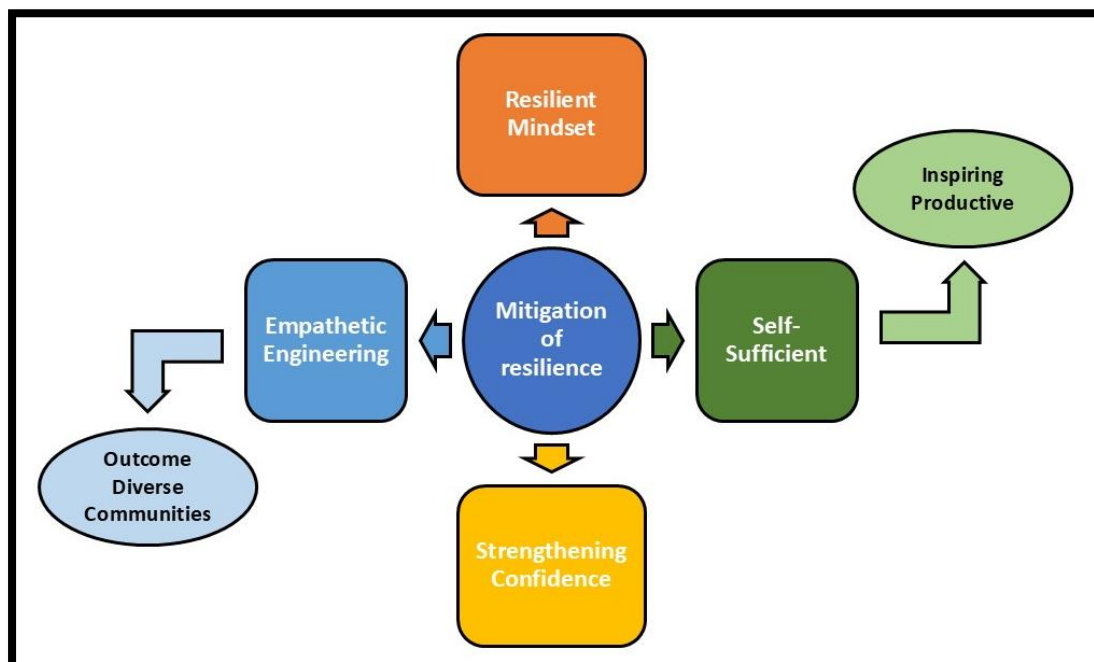 Resilient
Mindset
Inspiring
Productive
Empathetic
Engineering
Mitigation
of
resilience
Self-
Sufficient
Outcome
Diverse
Communities
Strengthening
Confidence